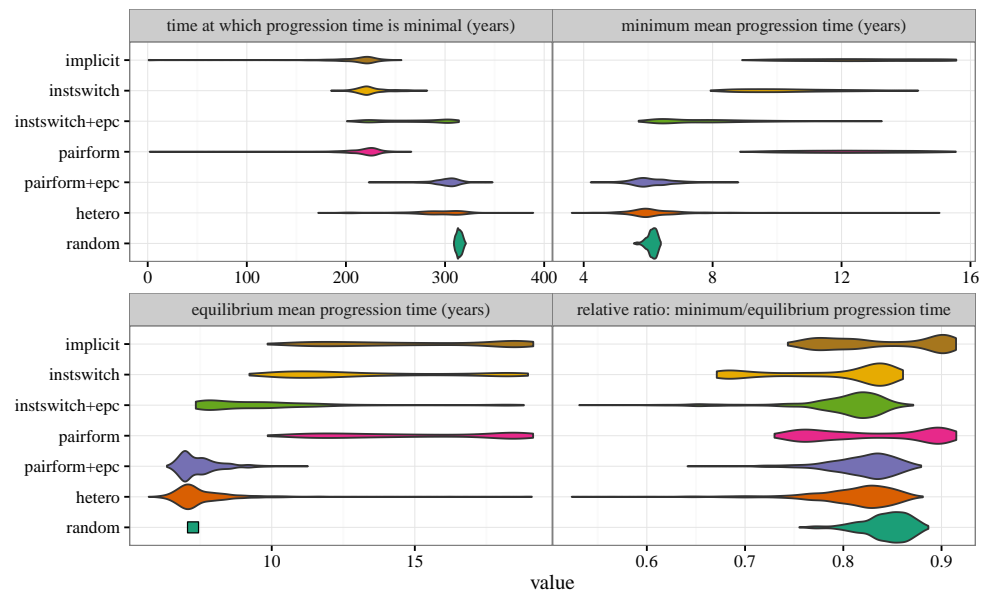 time at which progression time is minimal (years)
minimum mean progression time (years)
implicit
instswitch
instswitch+epc
pairform
pairform+epc
hetero
random
0 100 200 300 400
4 8 12 16
equilibrium mean progression time (years)
relative ratio: minimum/equilibrium progression time
implicit
instswitch
instswitch+epc
pairform
pairform+epc
hetero
random
10 15
0.6 0.7 0.8 0.9
value